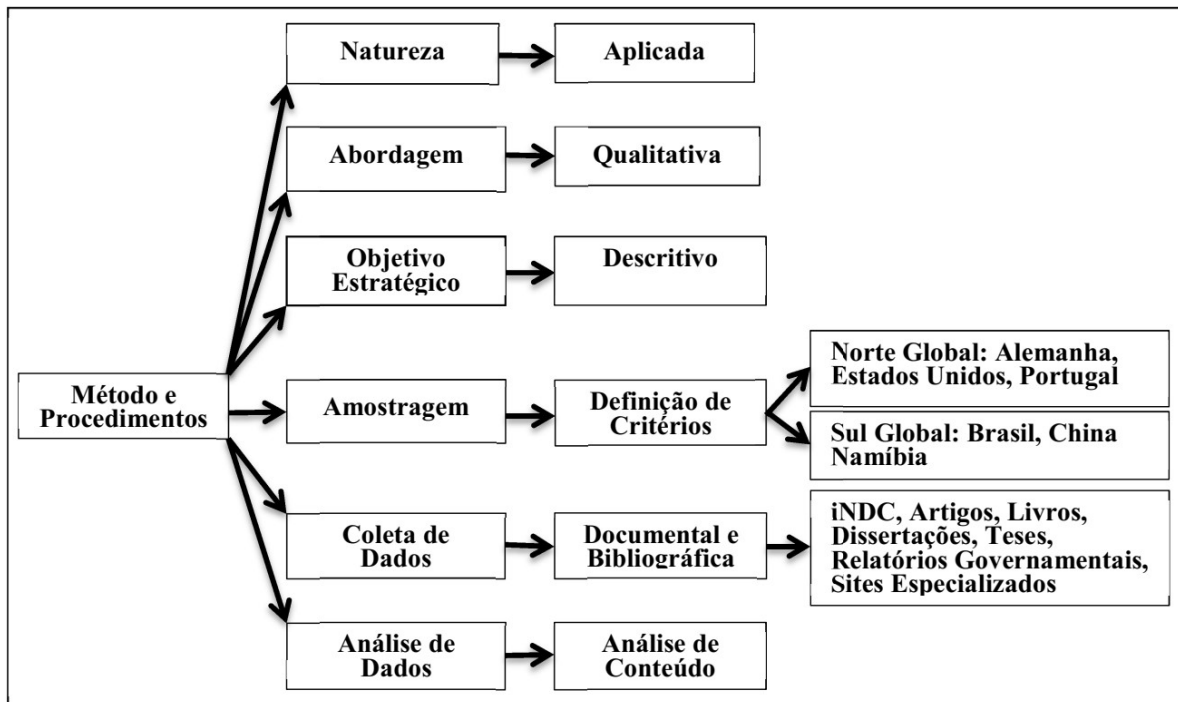 Natureza
Aplicada
Abordagem
Qualitativa
Objetivo
Estratégico
Descritivo
Método e
Procedimentos
Amostragem
Definição de
Critérios
Norte Global: Alemanha,
Estados Unidos, Portugal
Sul Global: Brasil, China
Namíbia
Coleta de
Dados
Documental e
Bibliográfica
iNDC, Artigos, Livros,
Dissertações, Teses,
Relatórios Governamentais,
Sites Especializados
Análise de
Dados
Análise de
Conteúdo